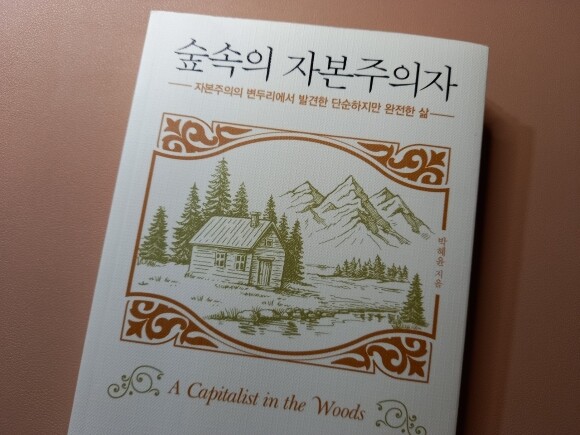 숲속의 자본주의자
자본주의의 변두리에서 발견한 단순하지만 완전한 삶
박혜윤 지음
A Capitalist in the Woods